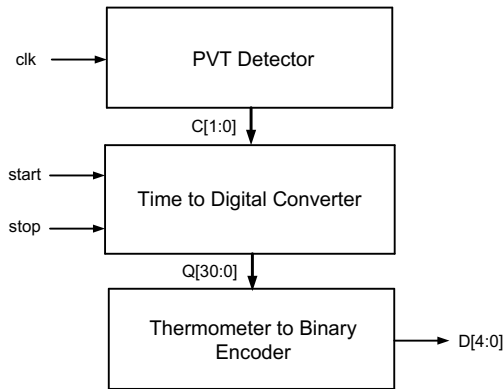 clk
PVT Detector
C[1:0]
start
Time to Digital Converter
stop
Q[30:0]
Thermometer to Binary
Encoder
D[4:0]